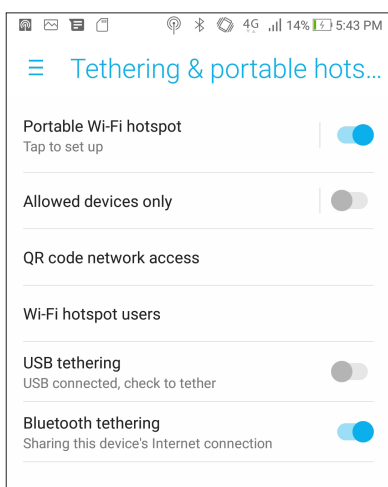 4G 14% 5:43 PM
Tethering & portable hots...
Portable Wi-Fi hotspot
Tap to set up
Allowed devices only
QR code network access
Wi-Fi hotspot users
USB tethering
USB connected, check to tether
Bluetooth tethering
Sharing this device's Internet connection